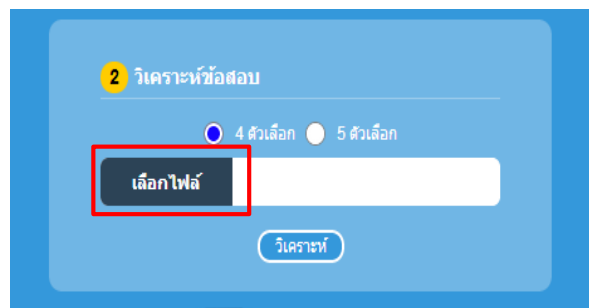 2 วิเคราะห์ข้อสอบ
4 ตัวเลือก 5 ตัวเลือก
เลือกไฟล์
วิเคราะห์